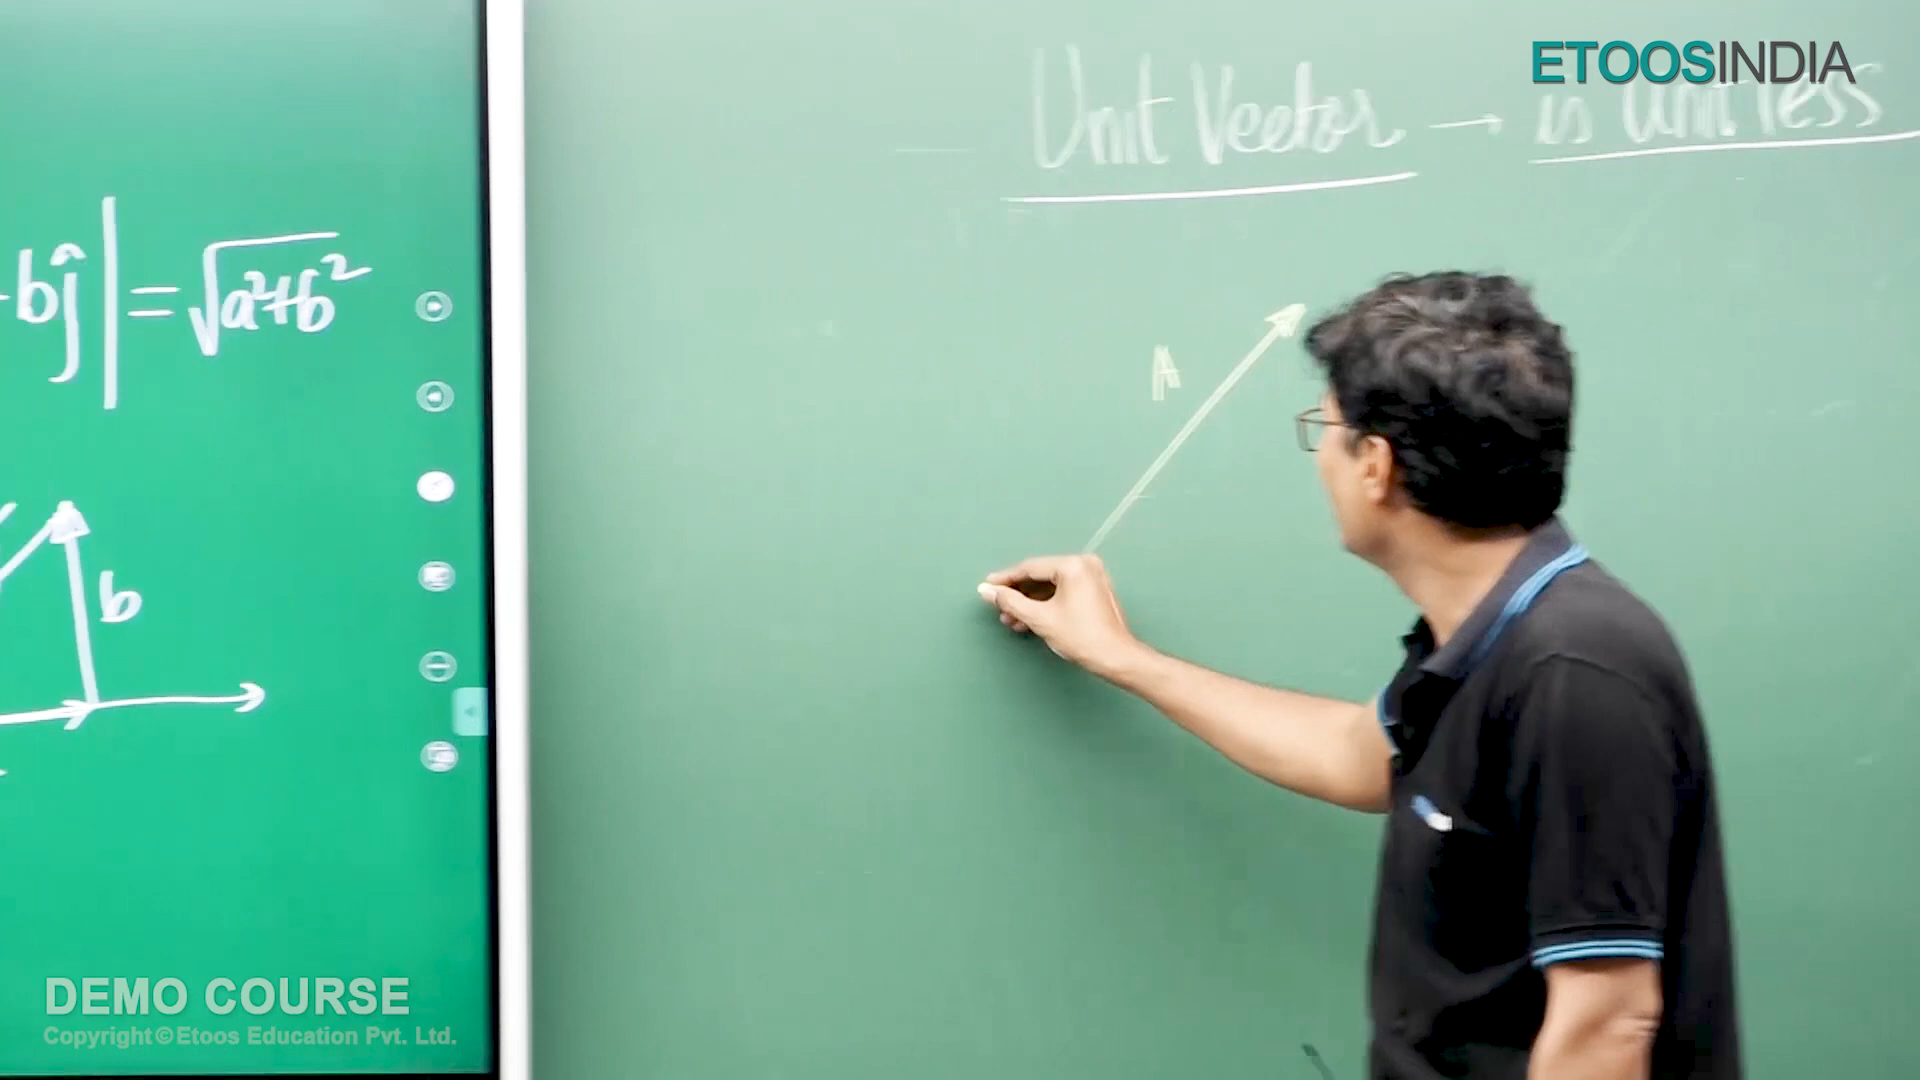 ETOOSINDIA
Unit Vector → is Unit less
bĵ| = √a²+b²
A
b
DEMO COURSE
Copyright © Etoos Education Pvt. Ltd.